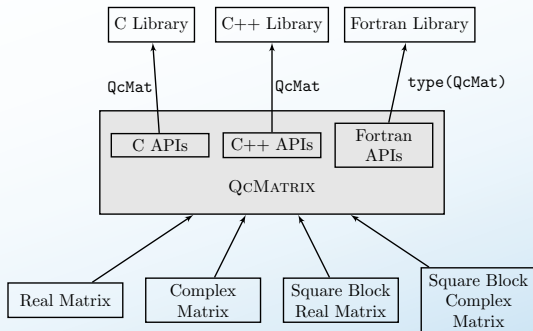 C Library
C++ Library
Fortran Library
QcMat
QcMat
type(QcMat)
C APIs
C++ APIs
Fortran
APIs
QCMATRIX
Real Matrix
Complex
Matrix
Square Block
Real Matrix
Square Block
Complex
Matrix